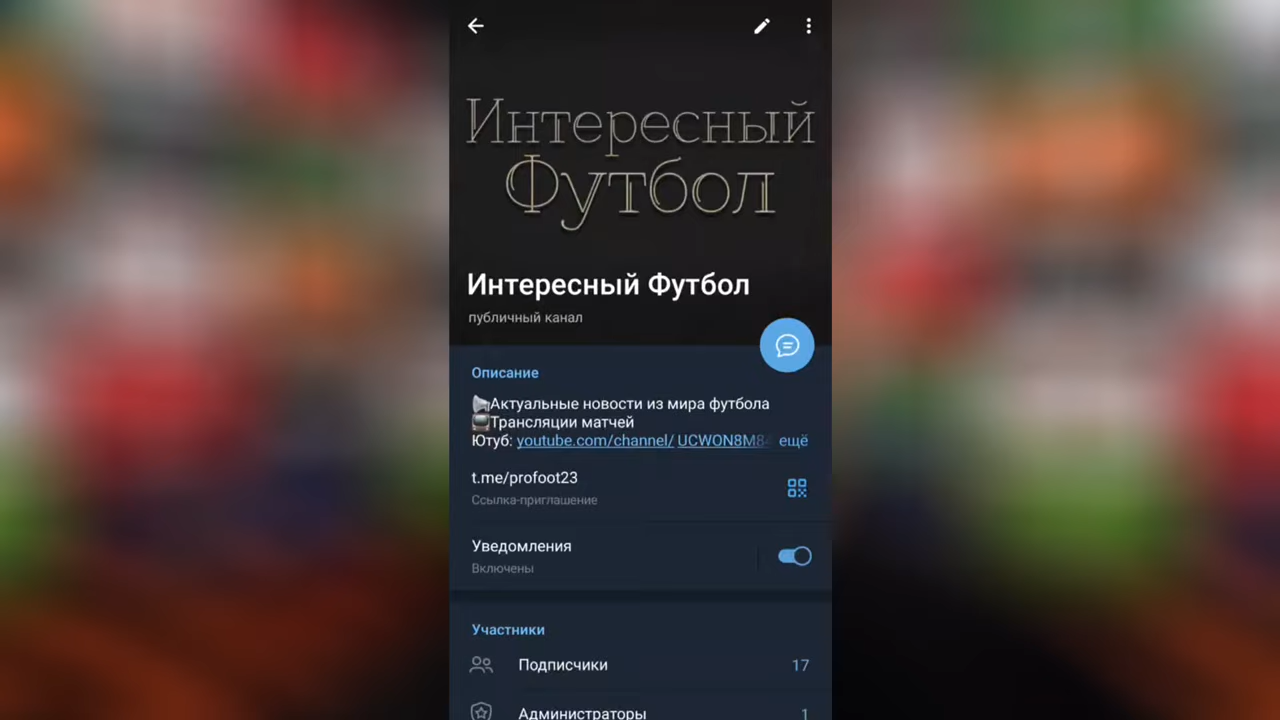 Интересный
Футбол
Интересный Футбол
публичный канал
Описание
Актуальные новости из мира футбола
Трансляции матчей
Ютуб: youtube.com/channel/ UCWON8M84 ещё
t.me/profoot23
Ссылка-приглашение
Уведомления
Включены
Участники
Подписчики 17
Администраторы 1